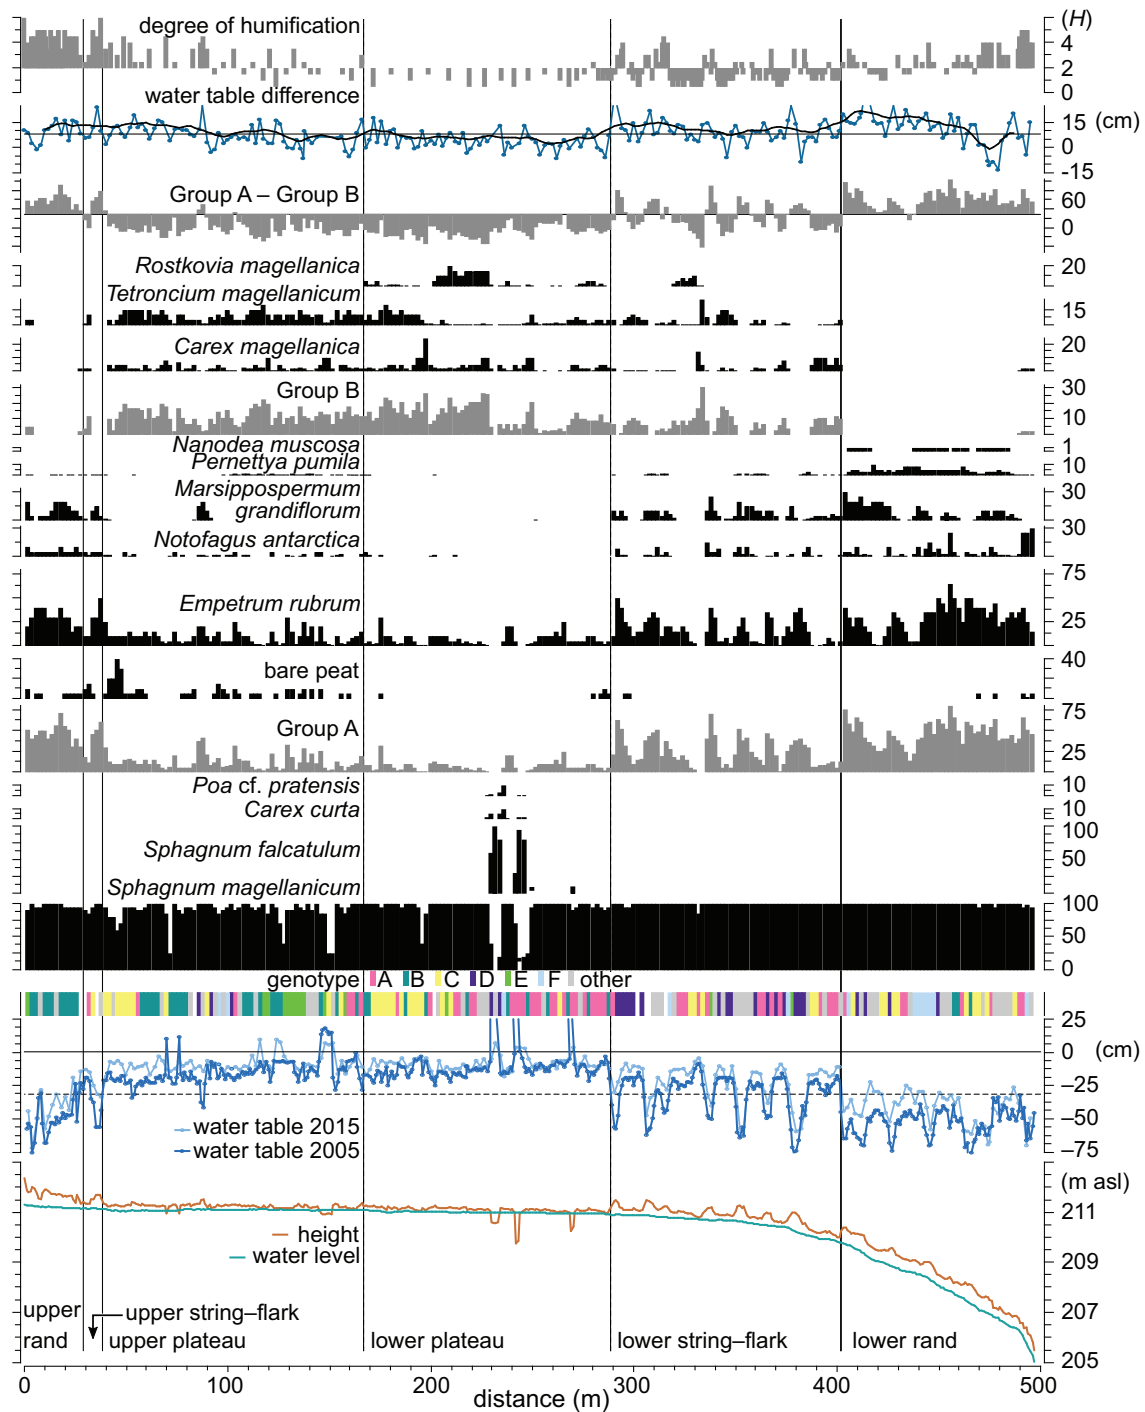 degree of humification
(H)
4
2
0
water table difference
15
(cm)
0
-15
Group A – Group B
60
0
Rostkovia magellanica
20
Tetroncium magellanicum
15
Carex magellanica
20
Group B
30
10
Nanodea muscosa
1
Pernettya pumila
10
Marsippospermum
grandiflorum
30
30
Notofagus antarctica
75
Empetrum rubrum
25
bare peat
40
Group A
75
25
Poa cf. pratensis
10
Carex curta
10
Sphagnum falcatulum
100
50
Sphagnum magellanicum
100
50
0
genotype A B C D E F other
25
0
(cm)
−25
−50
−75
water table 2015
water table 2005
(m asl)
211
209
207
205
height
water level
upper
rand
upper string–flark
upper plateau
lower plateau
lower string–flark
lower rand
0 100 200 300 400 500
distance (m)